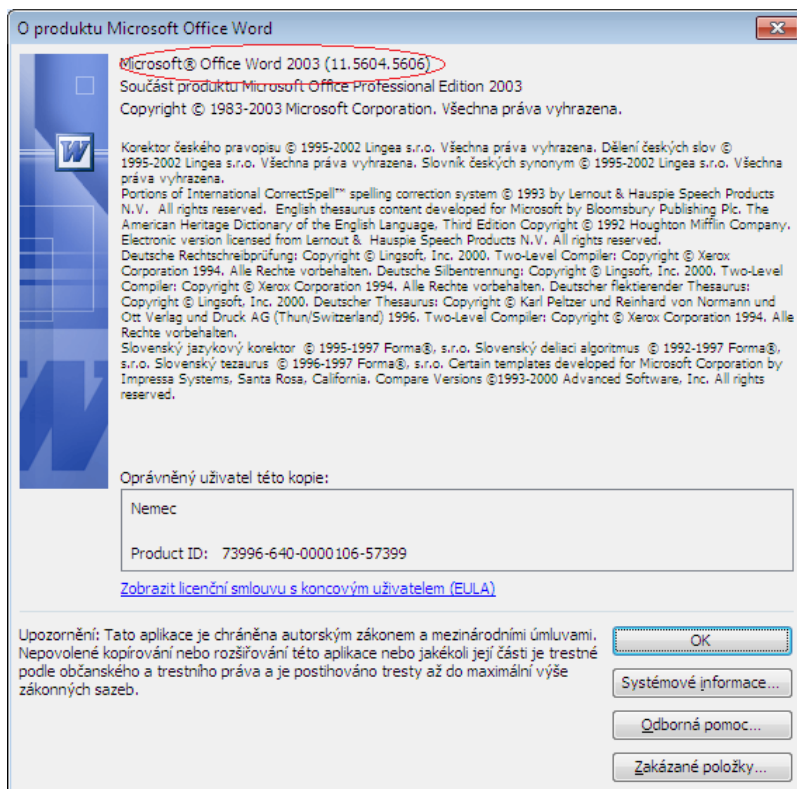 O produktu Microsoft Office Word
Microsoft® Office Word 2003 (11.5604.5606)
Součást produktu Microsoft Office Professional Edition 2003
Copyright © 1983-2003 Microsoft Corporation. Všechna práva vyhrazena.
Korektor českého pravopisu © 1995-2002 Lingea s.r.o. Všechna práva vyhrazena. Dělení českých slov ©
1995-2002 Lingea s.r.o. Všechna práva vyhrazena. Slovník českých synonym © 1995-2002 Lingea s.r.o. Všechna
práva vyhrazena.
Portions of International CorrectSpell™ spelling correction system © 1993 by Lernout & Hauspie Speech Products
N.V. All rights reserved. English thesaurus content developed for Microsoft by Bloomsbury Publishing Plc. The
American Heritage Dictionary of the English Language, Third Edition Copyright © 1992 Houghton Mifflin Company.
Electronic version licensed from Lernout & Hauspie Speech Products N.V. All rights reserved.
Deutsche Rechtschreibprüfung: Copyright © Lingsoft, Inc. 2000. Two-Level Compiler: Copyright © Xerox
Corporation 1994. Alle Rechte vorbehalten. Deutsche Silbentrennung: Copyright © Lingsoft, Inc. 2000. Two-Level
Compiler: Copyright © Xerox Corporation 1994. Alle Rechte vorbehalten. Deutscher flektierender Thesaurus:
Copyright © Lingsoft, Inc. 2000. Deutscher Thesaurus: Copyright © Karl Peltzer und Reinhard von Normann und
Ott Verlag und Druck AG (Thun/Switzerland) 1996. Two-Level Compiler: Copyright © Xerox Corporation 1994. Alle
Rechte vorbehalten.
Slovenský jazykový korektor © 1995-1997 Forma®, s.r.o. Slovenský deliaci algoritmus © 1992-1997 Forma®,
s.r.o. Slovenský tezaurus © 1996-1997 Forma®, s.r.o. Certain templates developed for Microsoft Corporation by
Impressa Systems, Santa Rosa, California. Compare Versions ©1993-2000 Advanced Software, Inc. All rights
reserved.
Oprávněný uživatel této kopie:
Nemec
Product ID: 73996-640-0000106-57399
Zobrazit licenční smlouvu s koncovým uživatelem (EULA)
Upozornění: Tato aplikace je chráněna autorským zákonem a mezinárodními úmluvami.
Nepovolené kopírování nebo rozšiřování této aplikace nebo jakékoli její části je trestné
podle občanského a trestního práva a je postihováno tresty až do maximální výše
zákonných sazeb.
OK
Systémové informace...
Odborná pomoc...
Zakázané položky...